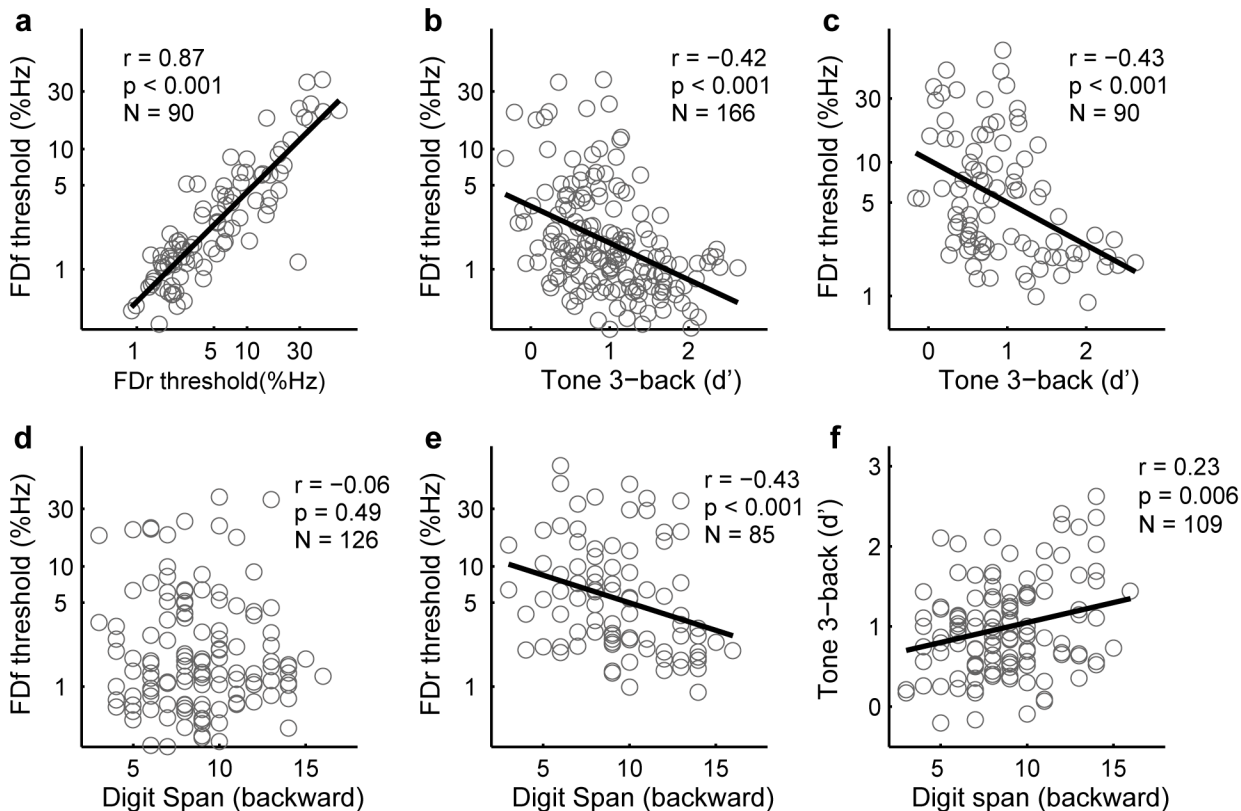 a
r = 0.87
p < 0.001
N = 90
FDf threshold (%Hz)
30
10
5
1
1 5 10 30
FDr threshold(%Hz)
b
r = −0.42
p < 0.001
N = 166
FDf threshold (%Hz)
30
10
5
1
0 1 2
Tone 3−back (d’)
c
r = −0.43
p < 0.001
N = 90
FDr threshold (%Hz)
30
10
5
1
0 1 2
Tone 3−back (d’)
d
r = −0.06
p = 0.49
N = 126
FDf threshold (%Hz)
30
10
5
1
5 10 15
Digit Span (backward)
e
r = −0.43
p < 0.001
N = 85
FDr threshold (%Hz)
30
10
5
1
5 10 15
Digit Span (backward)
f
r = 0.23
p = 0.006
N = 109
Tone 3−back (d’)
3
2
1
0
5 10 15
Digit span (backward)